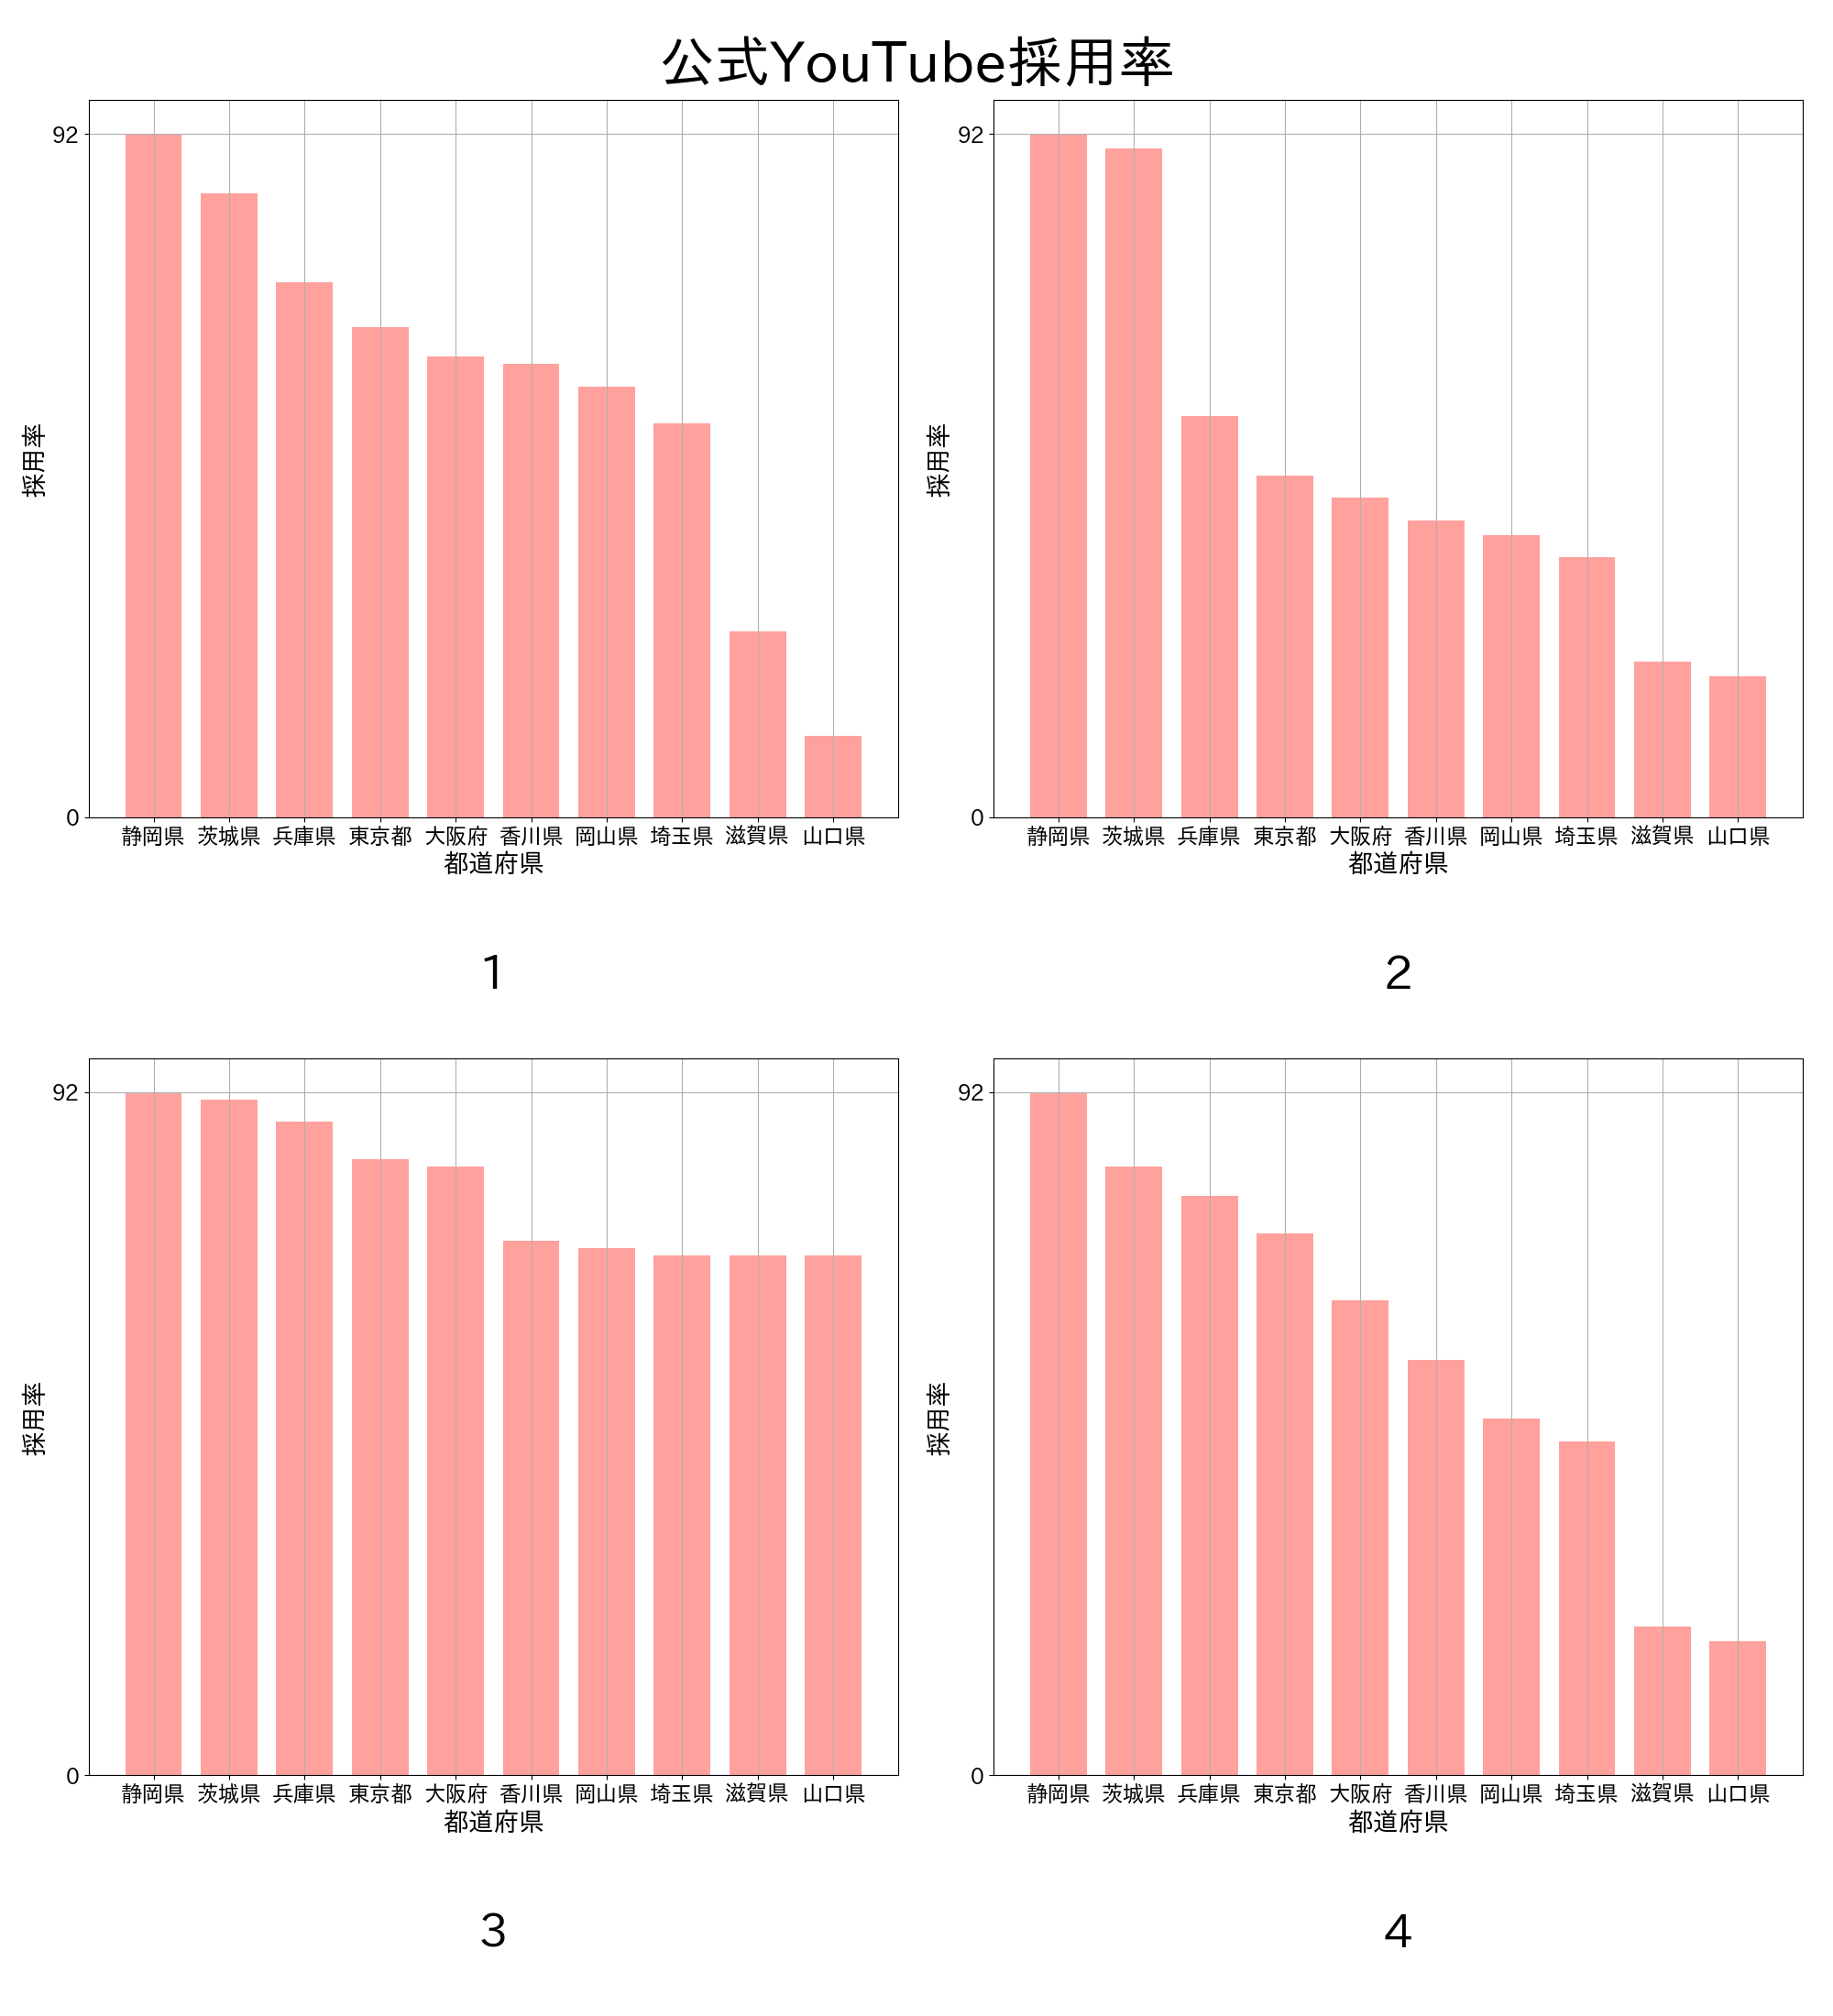 公式YouTube採用率
92
採用率
0
静岡県 茨城県 兵庫県 東京都 大阪府 香川県 岡山県 埼玉県 滋賀県 山口県
都道府県
1
92
採用率
0
静岡県 茨城県 兵庫県 東京都 大阪府 香川県 岡山県 埼玉県 滋賀県 山口県
都道府県
2
92
採用率
0
静岡県 茨城県 兵庫県 東京都 大阪府 香川県 岡山県 埼玉県 滋賀県 山口県
都道府県
3
92
採用率
0
静岡県 茨城県 兵庫県 東京都 大阪府 香川県 岡山県 埼玉県 滋賀県 山口県
都道府県
4